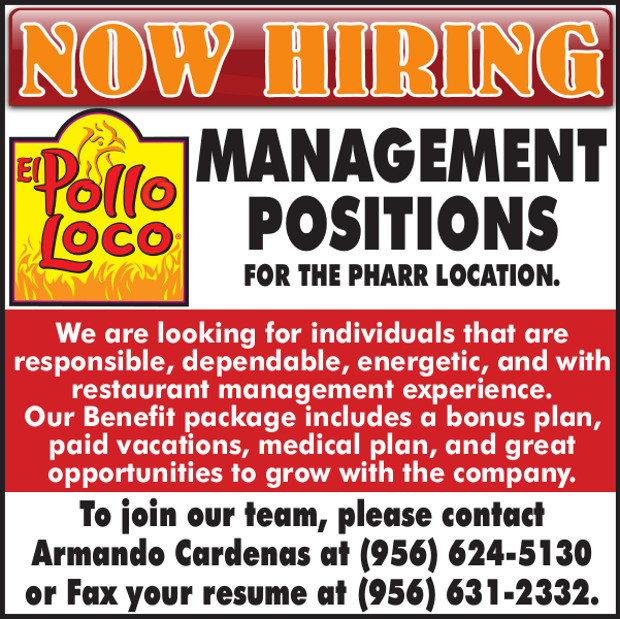 NOW HIRING
El Pollo Loco®
MANAGEMENT
POSITIONS
FOR THE PHARR LOCATION.
We are looking for individuals that are
responsible, dependable, energetic, and with
restaurant management experience.
Our Benefit package includes a bonus plan,
paid vacations, medical plan, and great
opportunities to grow with the company.
To join our team, please contact
Armando Cardenas at (956) 624-5130
or Fax your resume at (956) 631-2332.